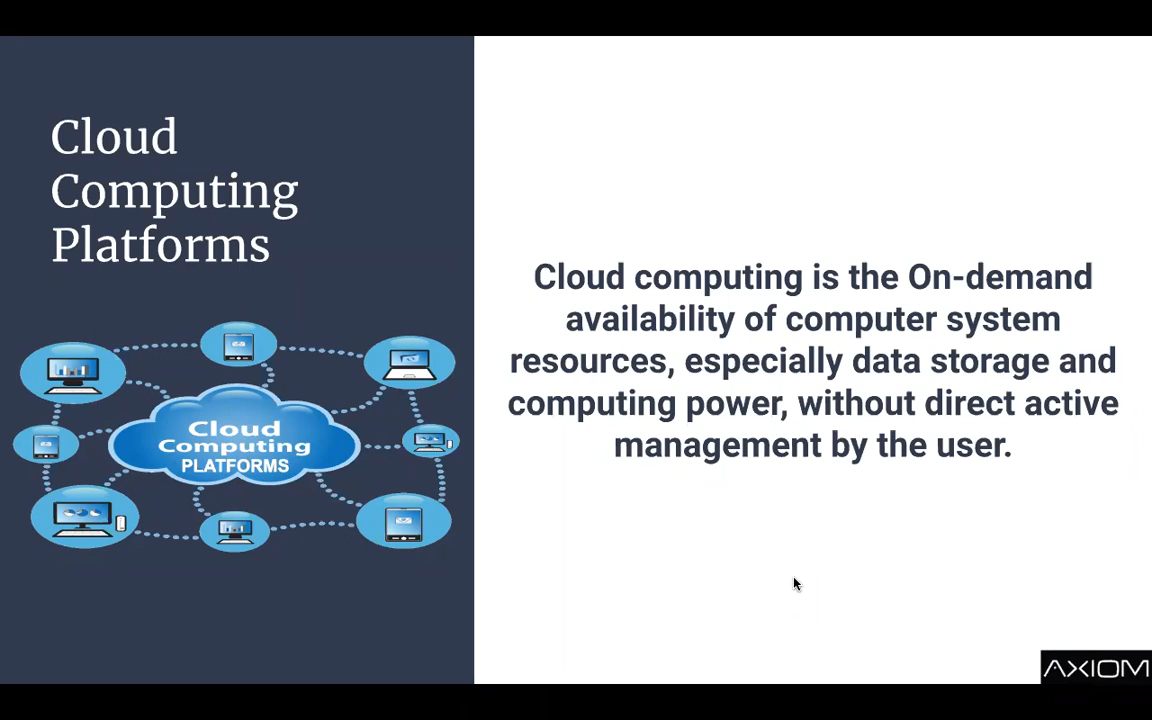 Cloud
Computing
Platforms
Cloud
Computing
PLATFORMS
Cloud computing is the On-demand
availability of computer system
resources, especially data storage and
computing power, without direct active
management by the user.
AXIOM